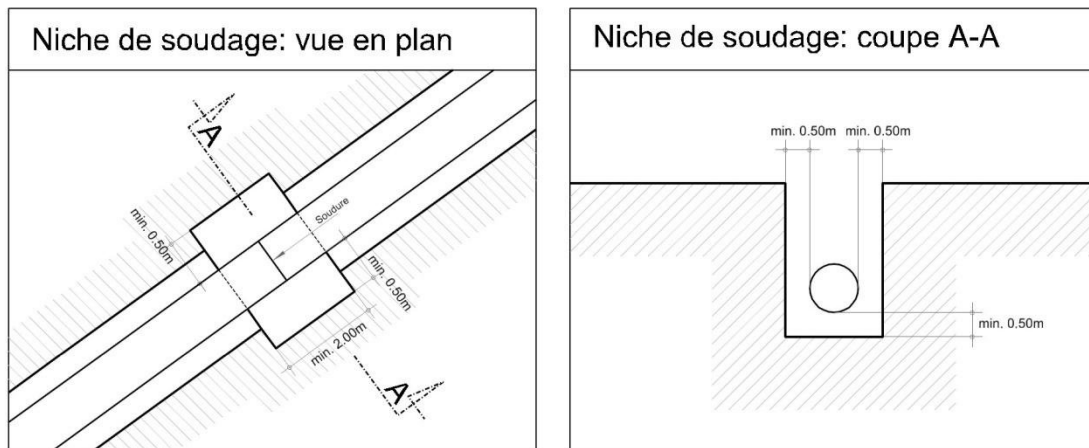 Niche de soudage: vue en plan
A
Soudure
min. 0.50m
min. 0.50m
min. 2.00m
A
Niche de soudage: coupe A-A
min. 0.50m
min. 0.50m
min. 0.50m